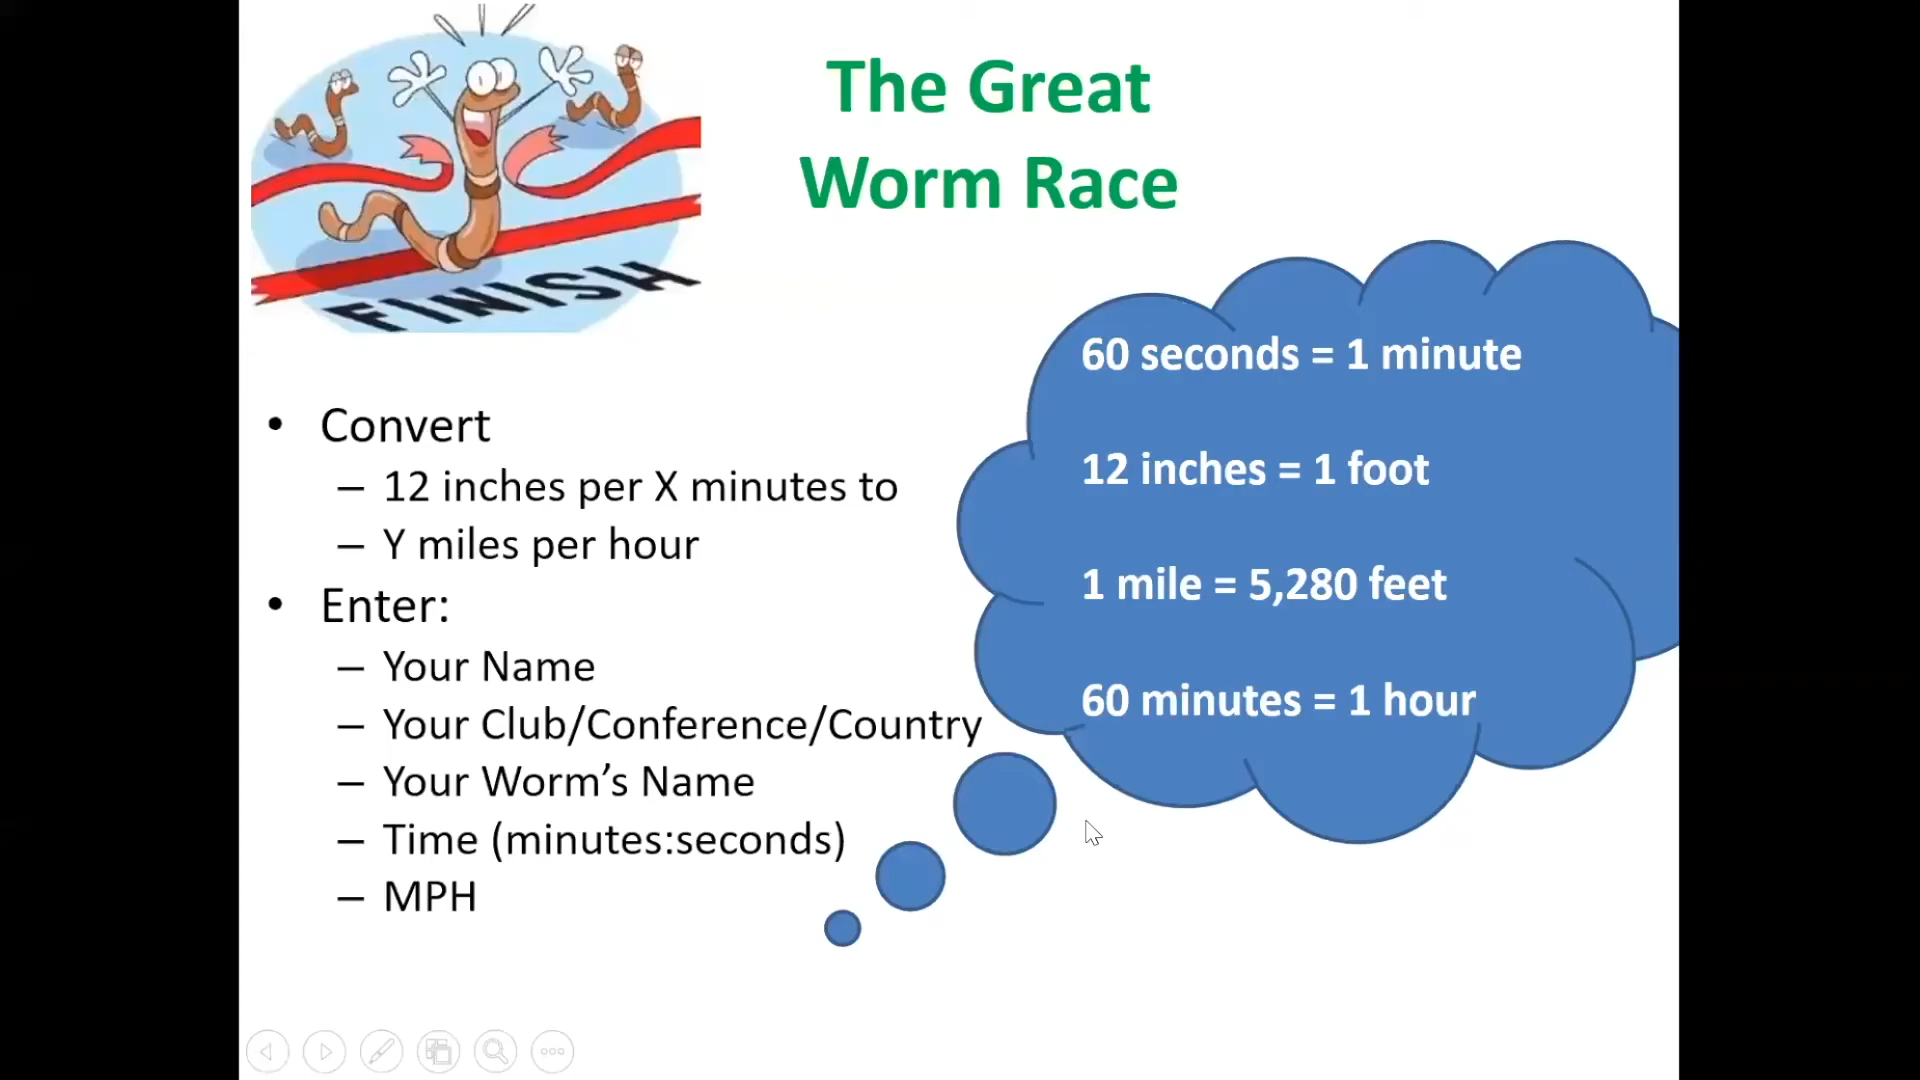 The Great
Worm Race
FINISH
• Convert
– 12 inches per X minutes to
– Y miles per hour
• Enter:
– Your Name
– Your Club/Conference/Country
– Your Worm’s Name
– Time (minutes:seconds)
– MPH
60 seconds = 1 minute
12 inches = 1 foot
1 mile = 5,280 feet
60 minutes = 1 hour